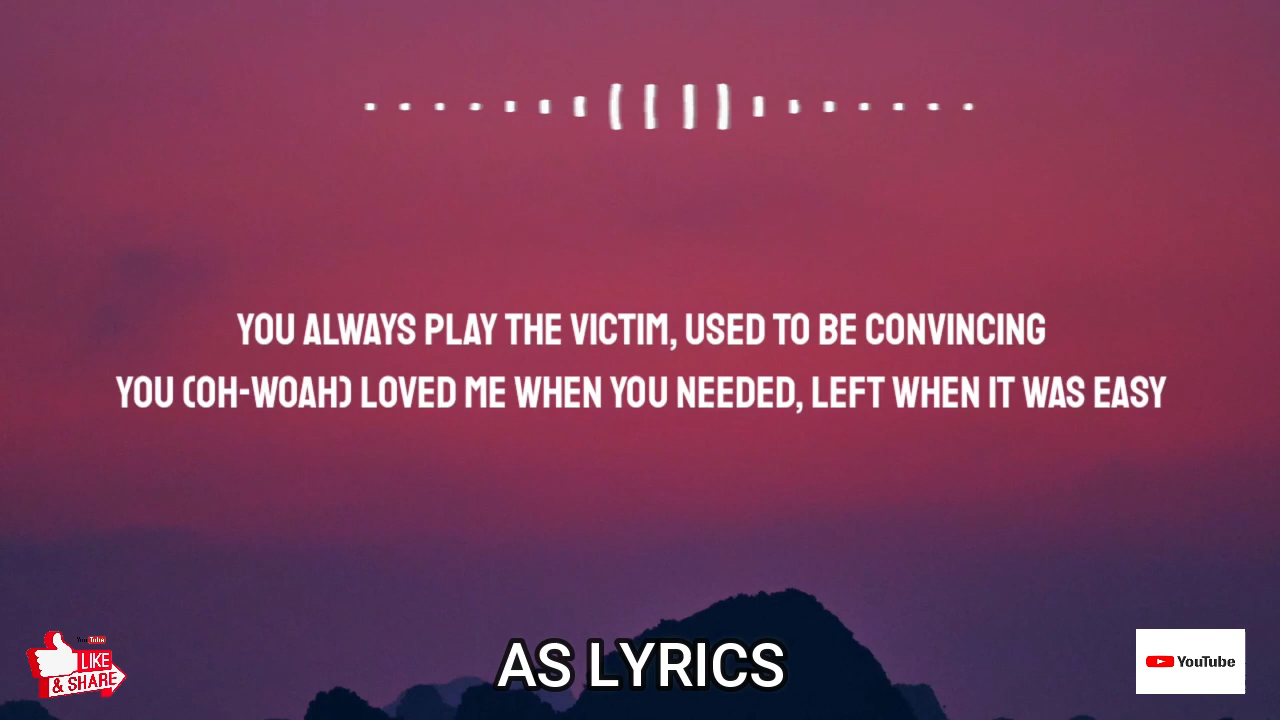 YOU ALWAYS PLAY THE VICTIM, USED TO BE CONVINCING
YOU (OH-WOAH) LOVED ME WHEN YOU NEEDED, LEFT WHEN IT WAS EASY
YouTube
LIKE
& SHARE
AS LYRICS
YouTube